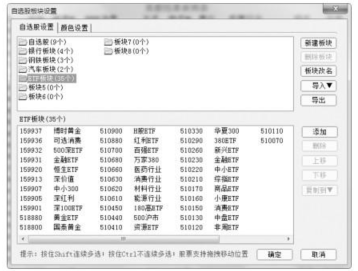 自选股板块设置
自选股设置 颜色设置
自选股(9个)
银行板块(4个)
钢铁板块(3个)
汽车板块(2个)
ETF板块(35个)
板块5(0个)
板块6(0个)
板块7(0个)
板块8(0个)
新建板块
删除板块
板块改名
导入▼
导出
ETF板块(35个)
159937 博时黄金 510900 H股ETF 510330 华夏300 510110
159936 可选消费 510880 红利ETF 510290 380ETF 510070
159932 500深ETF 510700 百强ETF 510260
159931 金融ETF 510680 万家380 510230 金融ETF
159920 恒生ETF 510660 医药行业 510220 中小ETF
159913 深价值 510630 消费行业 510210 综指ETF
159907 中小300 510620 材料行业 510170 商品ETF
159905 深红利 510610 能源行业 510160 小康ETF
159901 深100ETF 510450 180高ETF 510150 消费ETF
518880 黄金ETF 510440 500沪市 510130 中盘ETF
518800 国泰黄金 510410 资源ETF 510120 非周ETF
添加
删除
上移
下移
复制到▼
提示: 按住Shift连续多选; 按住Ctrl不连续多选; 股票支持拖拽移动位置
确定
取消